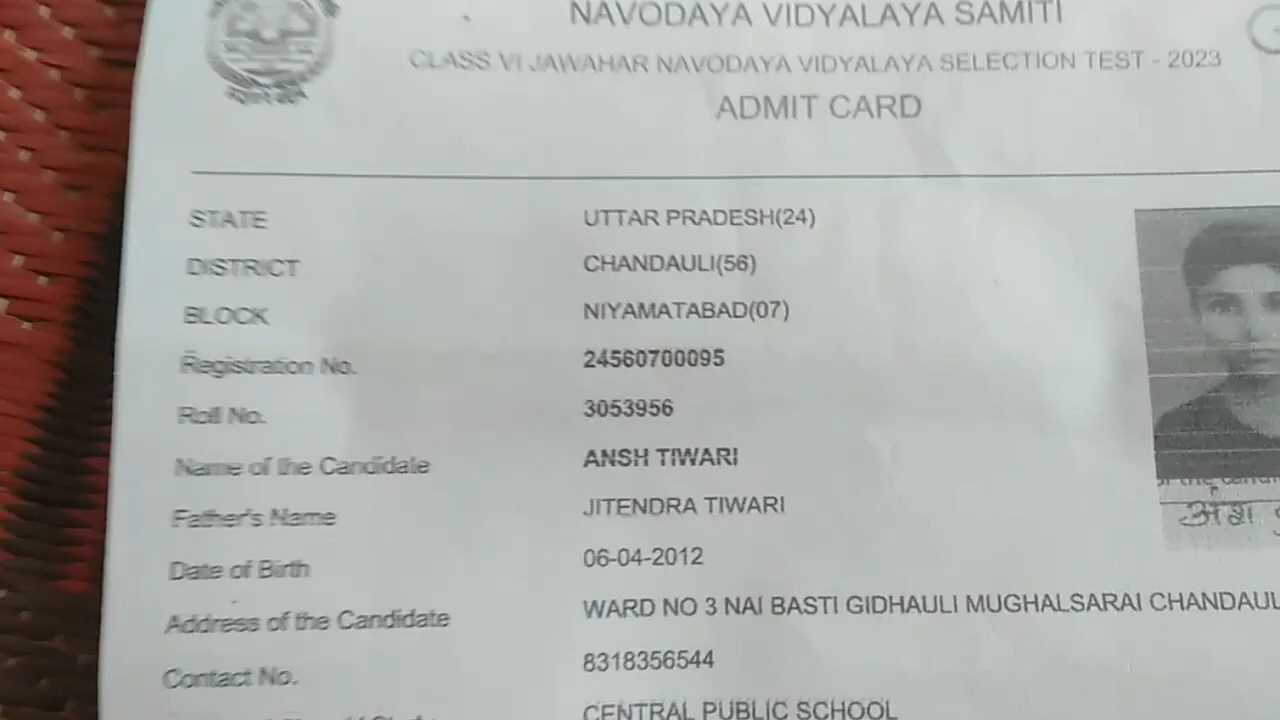 NAVODAYA VIDYALAYA SAMITI
CLASS VI JAWAHAR NAVODAYA VIDYALAYA SELECTION TEST - 2023
ADMIT CARD
STATE UTTAR PRADESH(24)
DISTRICT CHANDAULI(56)
BLOCK NIYAMATABAD(07)
Registration No. 24560700095
Roll No. 3053956
Name of the Candidate ANSH TIWARI
Father's Name JITENDRA TIWARI
Date of Birth 06-04-2012
Address of the Candidate WARD NO 3 NAI BASTI GIDHAULI MUGHALSARAI CHANDAUL
Contact No. 8318356544
CENTRAL PUBLIC SCHOOL
of the
अंश